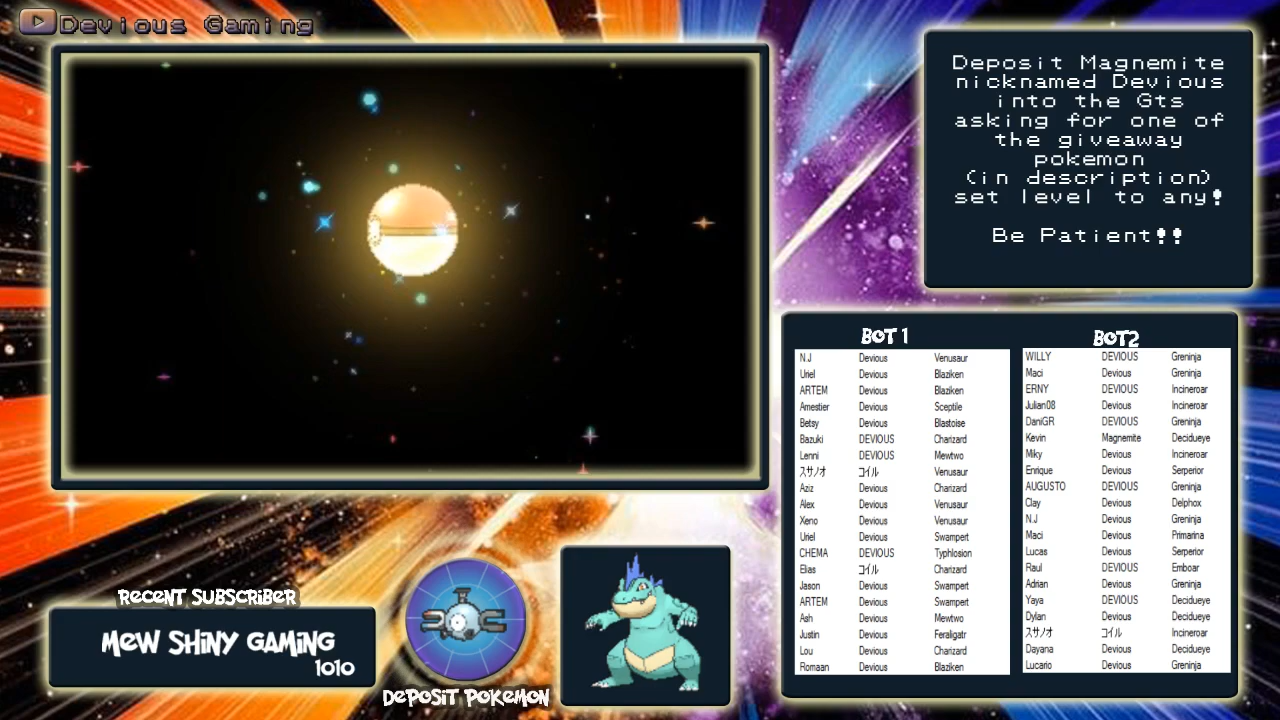 Devious Gaming
Deposit Magnemite
nicknamed Devious
into the Gts
asking for one of
the giveaway
pokemon
(in description)
set level to any!
Be Patient!!
BOT 1
N.J Devious Venusaur
Uriel Devious Blaziken
ARTEM Devious Blaziken
Amestier Devious Sceptile
Betsy Devious Blastoise
Bazuki DEVIOUS Charizard
Lenni DEVIOUS Mewtwo
スサノオ コイル Venusaur
Aziz Devious Charizard
Alex Devious Venusaur
Xeno Devious Venusaur
Uriel Devious Swampert
CHEMA DEVIOUS Typhlosion
Elias コイル Charizard
Jason Devious Swampert
ARTEM Devious Swampert
Ash Devious Mewtwo
Justin Devious Feraligatr
Lou Devious Charizard
Romaan Devious Blaziken
BOT2
WILLY DEVIOUS Greninja
Maci Devious Greninja
ERNY DEVIOUS Incineroar
Julian08 Devious Incineroar
DaniGR DEVIOUS Greninja
Kevin Magnemite Decidueye
Miky Devious Incineroar
Enrique Devious Serperior
AUGUSTO DEVIOUS Greninja
Clay Devious Delphox
N.J Devious Greninja
Maci Devious Primarina
Lucas Devious Serperior
Raul DEVIOUS Emboar
Adrian Devious Greninja
Yaya DEVIOUS Decidueye
Dylan Devious Decidueye
スサノオ コイル Incineroar
Dayana Devious Decidueye
Lucario Devious Greninja
RECENT SUBSCRIBER
MEW SHINY GAMING
1010
DEPOSIT POKEMON